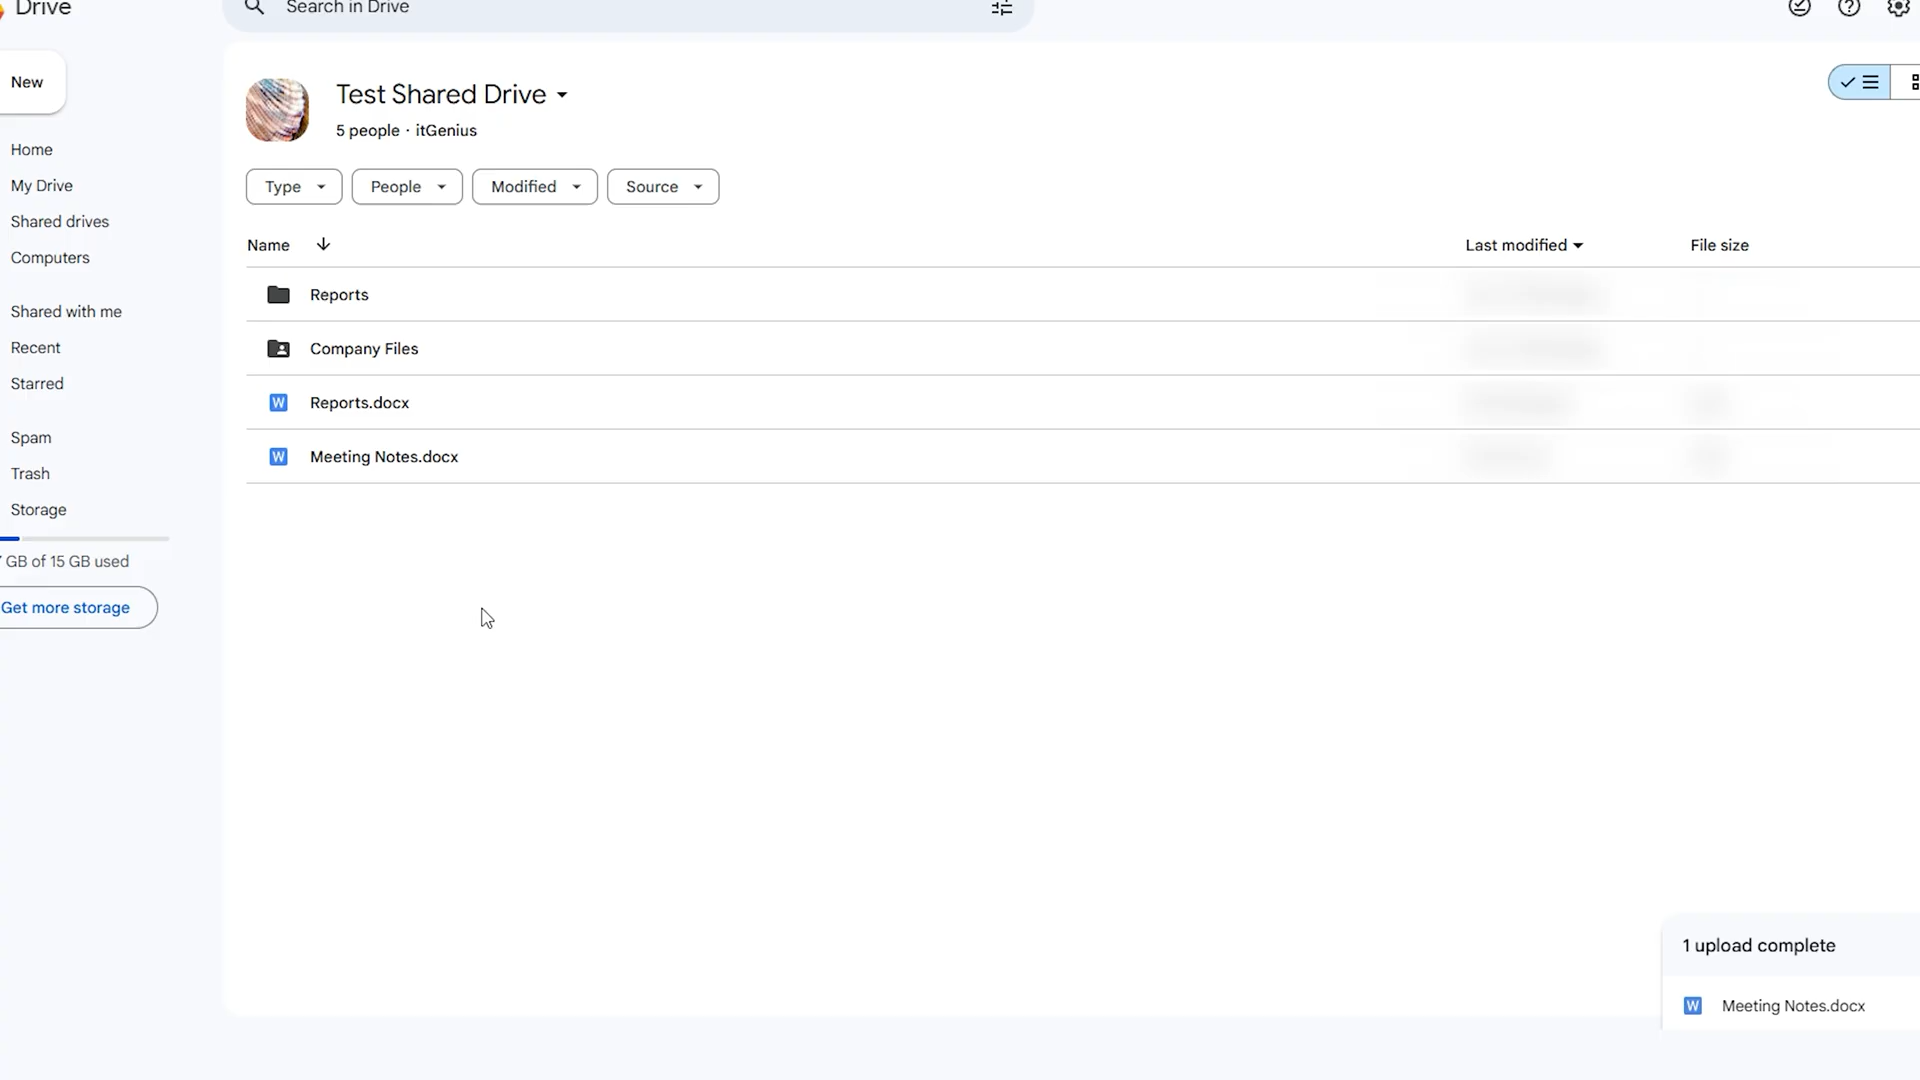 Drive
Search in Drive
New
Test Shared Drive
5 people · itGenius
Home
My Drive
Shared drives
Computers
Shared with me
Recent
Starred
Spam
Trash
Storage
GB of 15 GB used
Get more storage
Type
People
Modified
Source
Name
Last modified
File size
Reports
Company Files
W
Reports.docx
W
Meeting Notes.docx
1 upload complete
W
Meeting Notes.docx